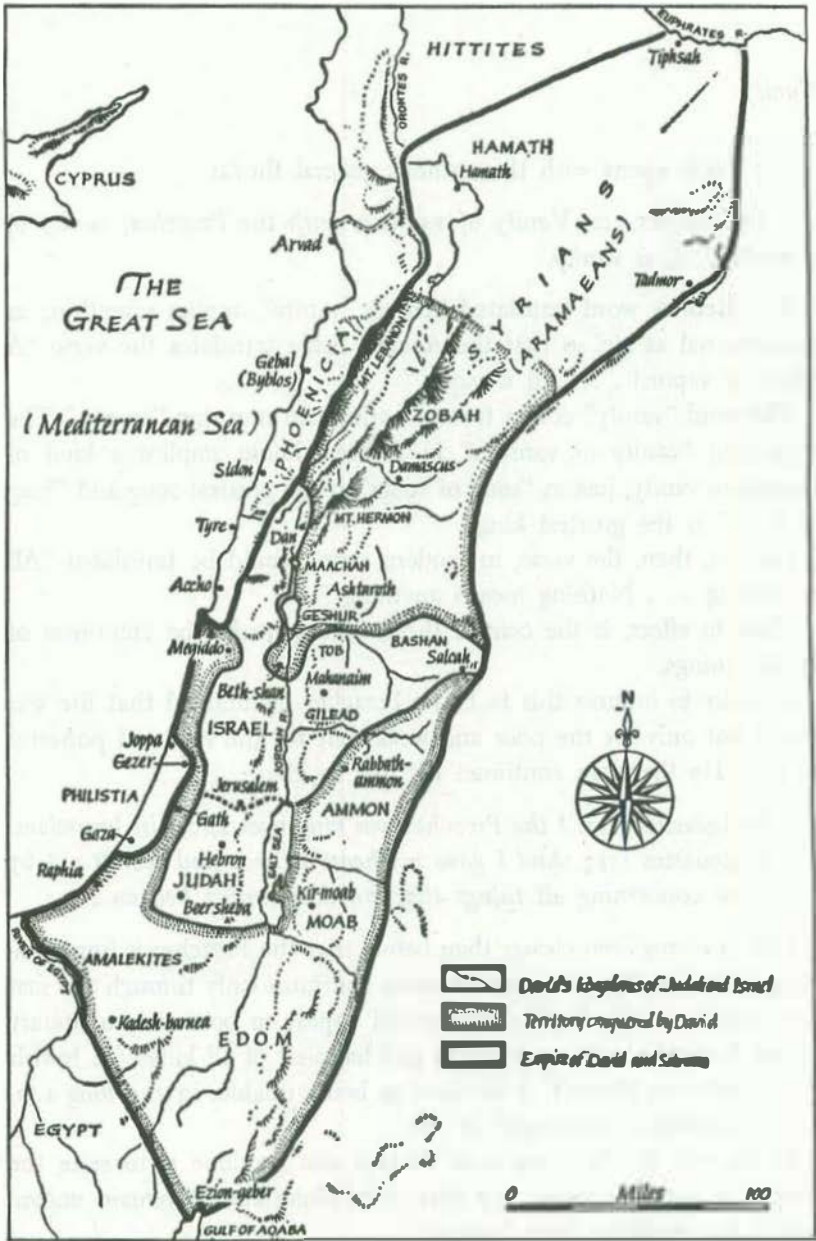 EUPHRATES R.
Tiphsah
HITTITES
ORONTES R.
HAMATH
Hamath
CYPRUS
Arvad
THE
GREAT SEA
SYRIANS
(ARAMAEANS)
Tadmor
Gebal
(Byblos)
PHOENICIA
MT. LEBANON
ZOBAH
(Mediterranean Sea)
Sidon
Damascus
MT. HERMON
Tyre
Dan
MAACHAH
Accho
Ashtaroth
GESHUR
BASHAN
Megiddo
TOB
Salcah
Beth-shan
Mahanaim
ISRAEL
GILEAD
JORDAN R.
N
Joppa
Gezer
Rabbath-
ammon
Jerusalem
PHILISTIA
AMMON
Gath
Gaza
Hebron
SALT SEA
Raphia
JUDAH
Kir-moab
Beersheba
MOAB
RIVER OF EGYPT
AMALEKITES
David's kingdoms of Judah and Israel
Kadesh-barnea
Territory conquered by David
EDOM
Empire of David and Solomon
EGYPT
Ezion-geber
0 Miles 100
GULF OF AQABA